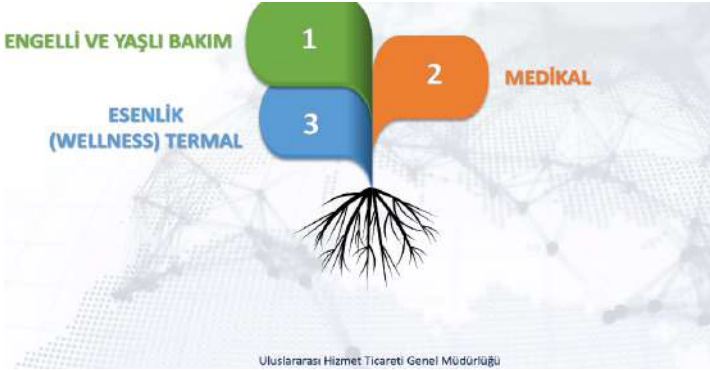 ENGELLİ VE YAŞLI BAKIM
1
2
MEDİKAL
ESENLİK
(WELLNESS) TERMAL
3
Uluslararası Hizmet Ticareti Genel Müdürlüğü